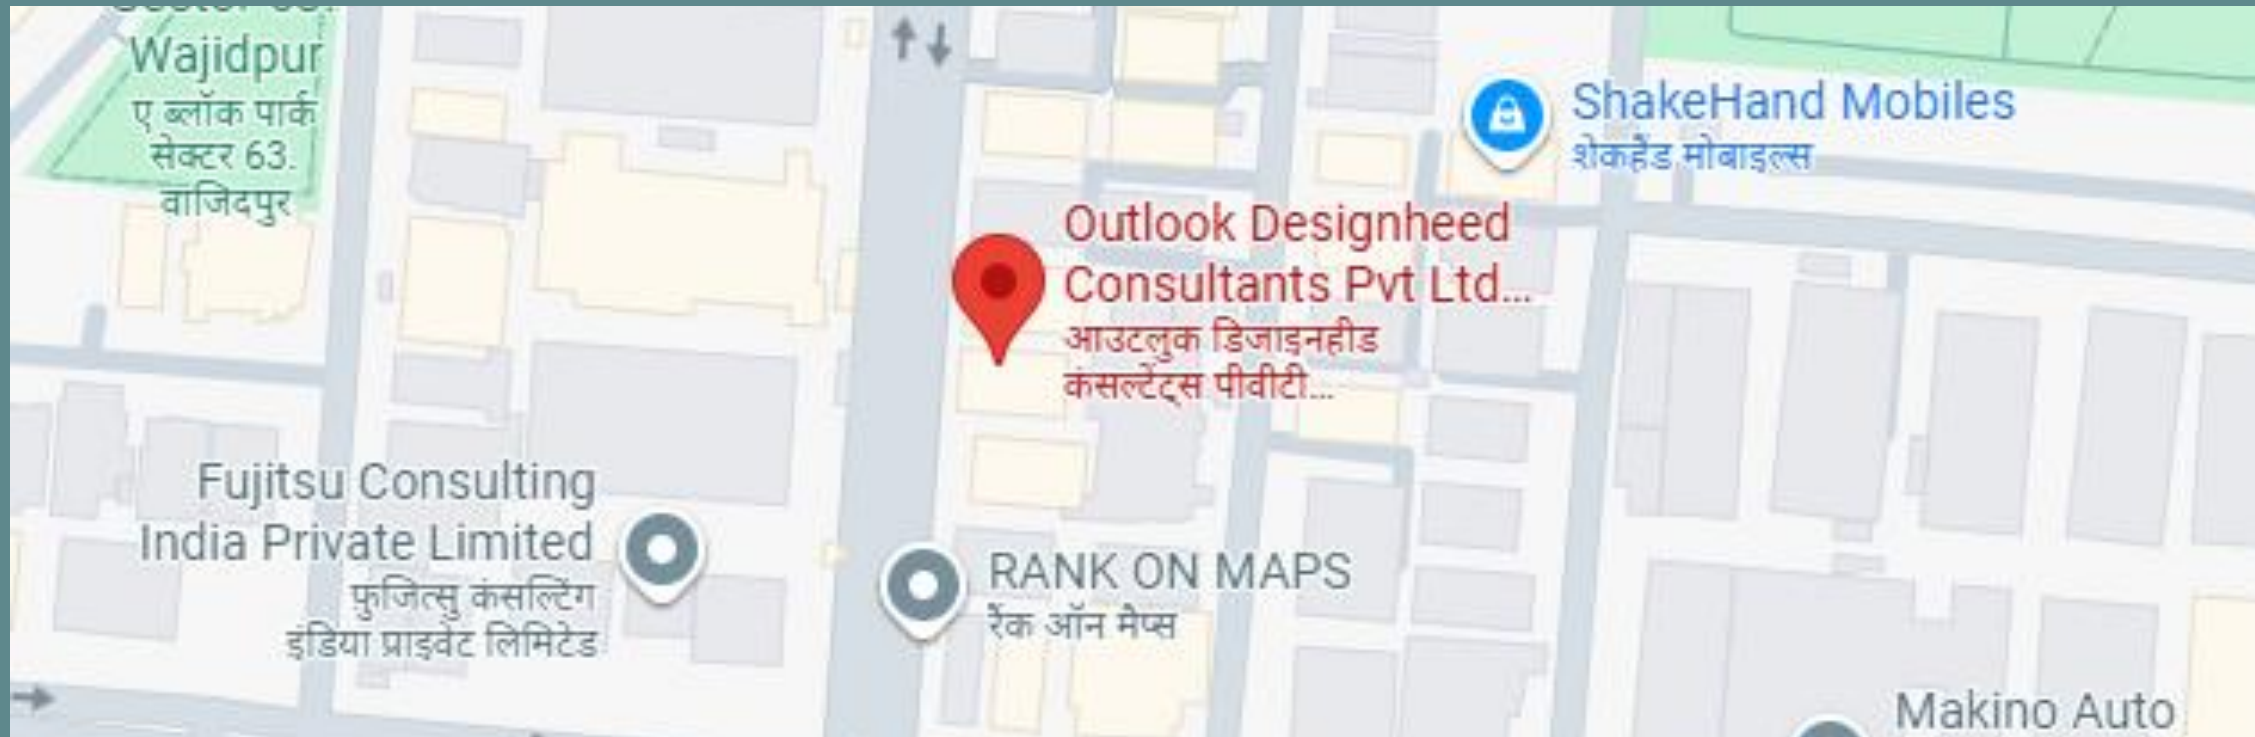 Wajidpur
ए ब्लॉक पार्क
सेक्टर 63.
वाजिदपुर
ShakeHand Mobiles
शेकहैंड मोबाइल्स
Outlook Designheed
Consultants Pvt Ltd...
आउटलुक डिजाइनहीड
कंसल्टेंट्स पीवीटी...
Fujitsu Consulting
India Private Limited
फुजित्सु कंसल्टिंग
इंडिया प्राइवेट लिमिटेड
RANK ON MAPS
रैंक ऑन मैप्स
Makino Auto